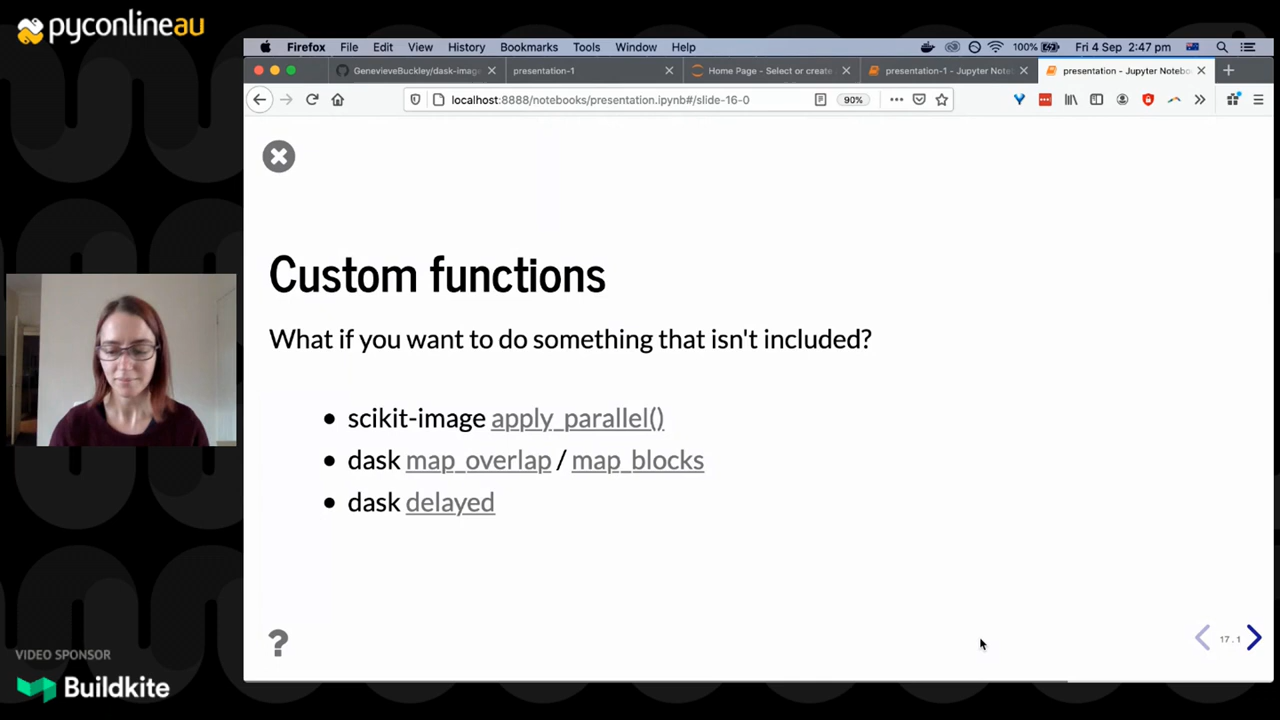 pyconlineau
Firefox File Edit View History Bookmarks Tools Window Help 100% Fri 4 Sep 2:47 pm
GenevieveBuckley/dask-image presentation-1 Home Page - Select or create presentation-1 - Jupyter Note presentation - Jupyter Notebo
localhost:8888/notebooks/presentation.ipynb#/slide-16-0 90%
Custom functions
What if you want to do something that isn't included?
• scikit-image apply_parallel()
• dask map_overlap / map_blocks
• dask delayed
?
17.1
VIDEO SPONSOR
Buildkite